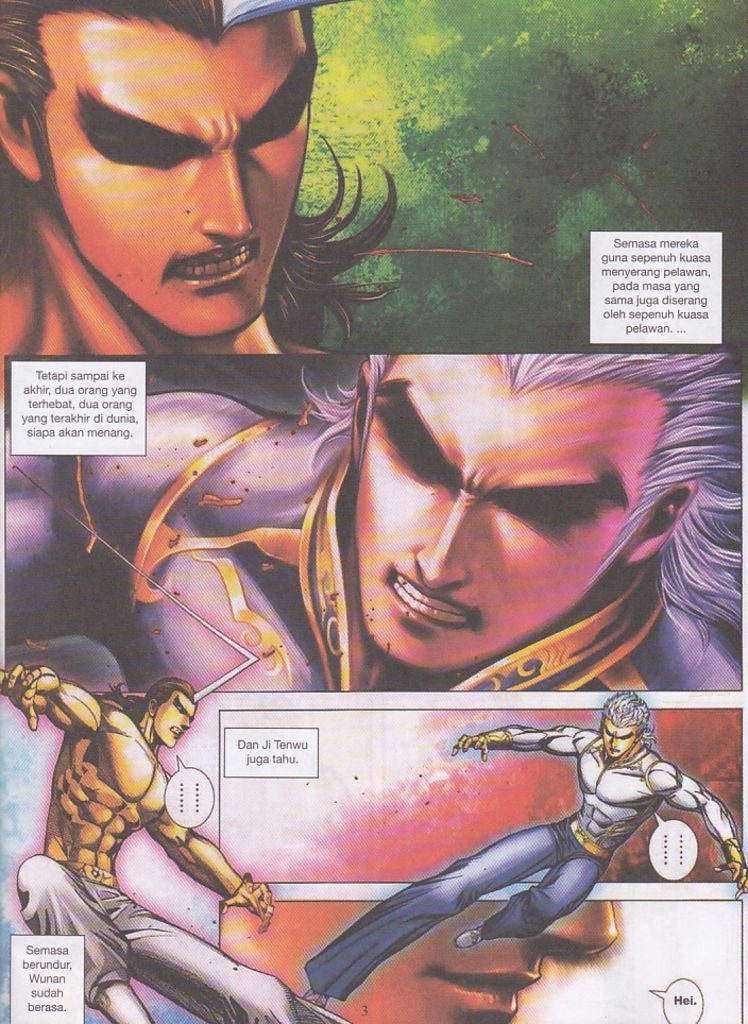 Semasa mereka
guna sepenuh kuasa
menyerang pelawan,
pada masa yang
sama juga diserang
oleh sepenuh kuasa
pelawan. ...
Tetapi sampai ke
akhir, dua orang yang
terhebat, dua orang
yang terakhir di dunia,
siapa akan menang.
Dan Ji Tenwu
juga tahu.
......
......
Semasa
berundur,
Wunan
sudah
berasa.
Hei.
3